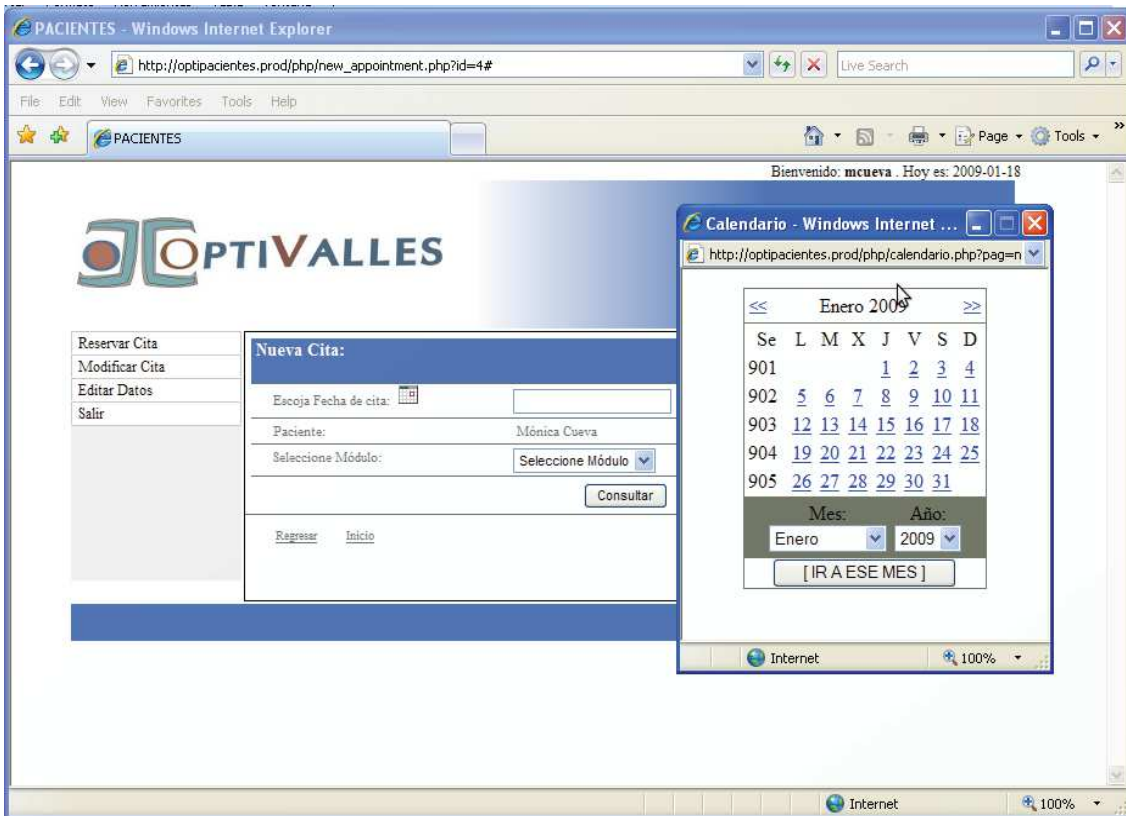 PACIENTES - Windows Internet Explorer
http://optipacientes.prod/php/new_appointment.php?id=4#
Live Search
File Edit View Favorites Tools Help
PACIENTES
Page Tools »
Bienvenido: mcueva . Hoy es: 2009-01-18
OPTIVALLES
Reservar Cita
Modificar Cita
Editar Datos
Salir
Nueva Cita:
Escoja Fecha de cita:
Paciente: Mónica Cueva
Seleccione Módulo: Seleccione Módulo
Consultar
Regresar Inicio
Calendario - Windows Internet ...
http://optipacientes.prod/php/calendario.php?pag=n
<< Enero 2009 >>
Se L M X J V S D
901 1 2 3 4
902 5 6 7 8 9 10 11
903 12 13 14 15 16 17 18
904 19 20 21 22 23 24 25
905 26 27 28 29 30 31
Mes: Año:
Enero 2009
[ IR A ESE MES ]
Internet 100%
Internet 100%